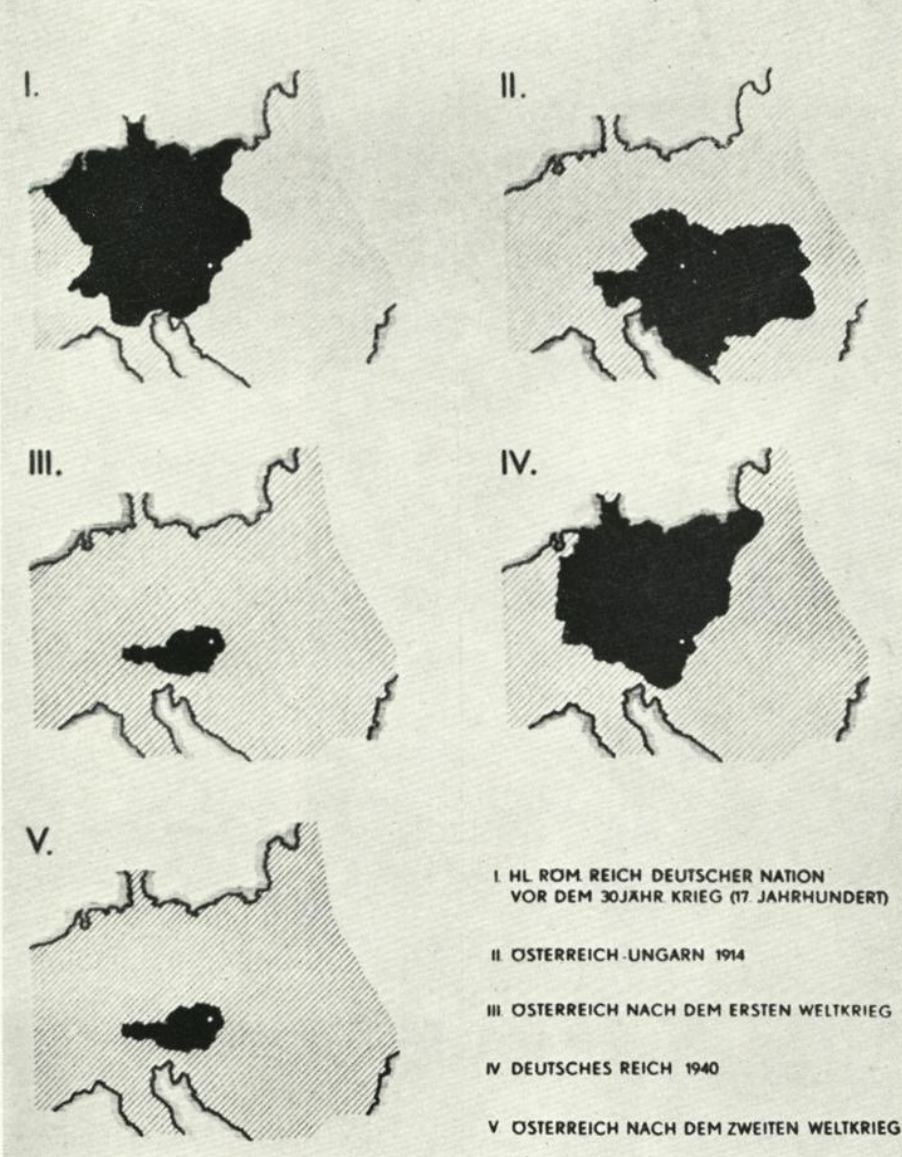 I.
II.
III.
IV.
V.
I. HL. RÖM. REICH DEUTSCHER NATION
VOR DEM 30JÄHR. KRIEG (17. JAHRHUNDERT)
II. ÖSTERREICH-UNGARN 1914
III. ÖSTERREICH NACH DEM ERSTEN WELTKRIEG
IV DEUTSCHES REICH 1940
V ÖSTERREICH NACH DEM ZWEITEN WELTKRIEG